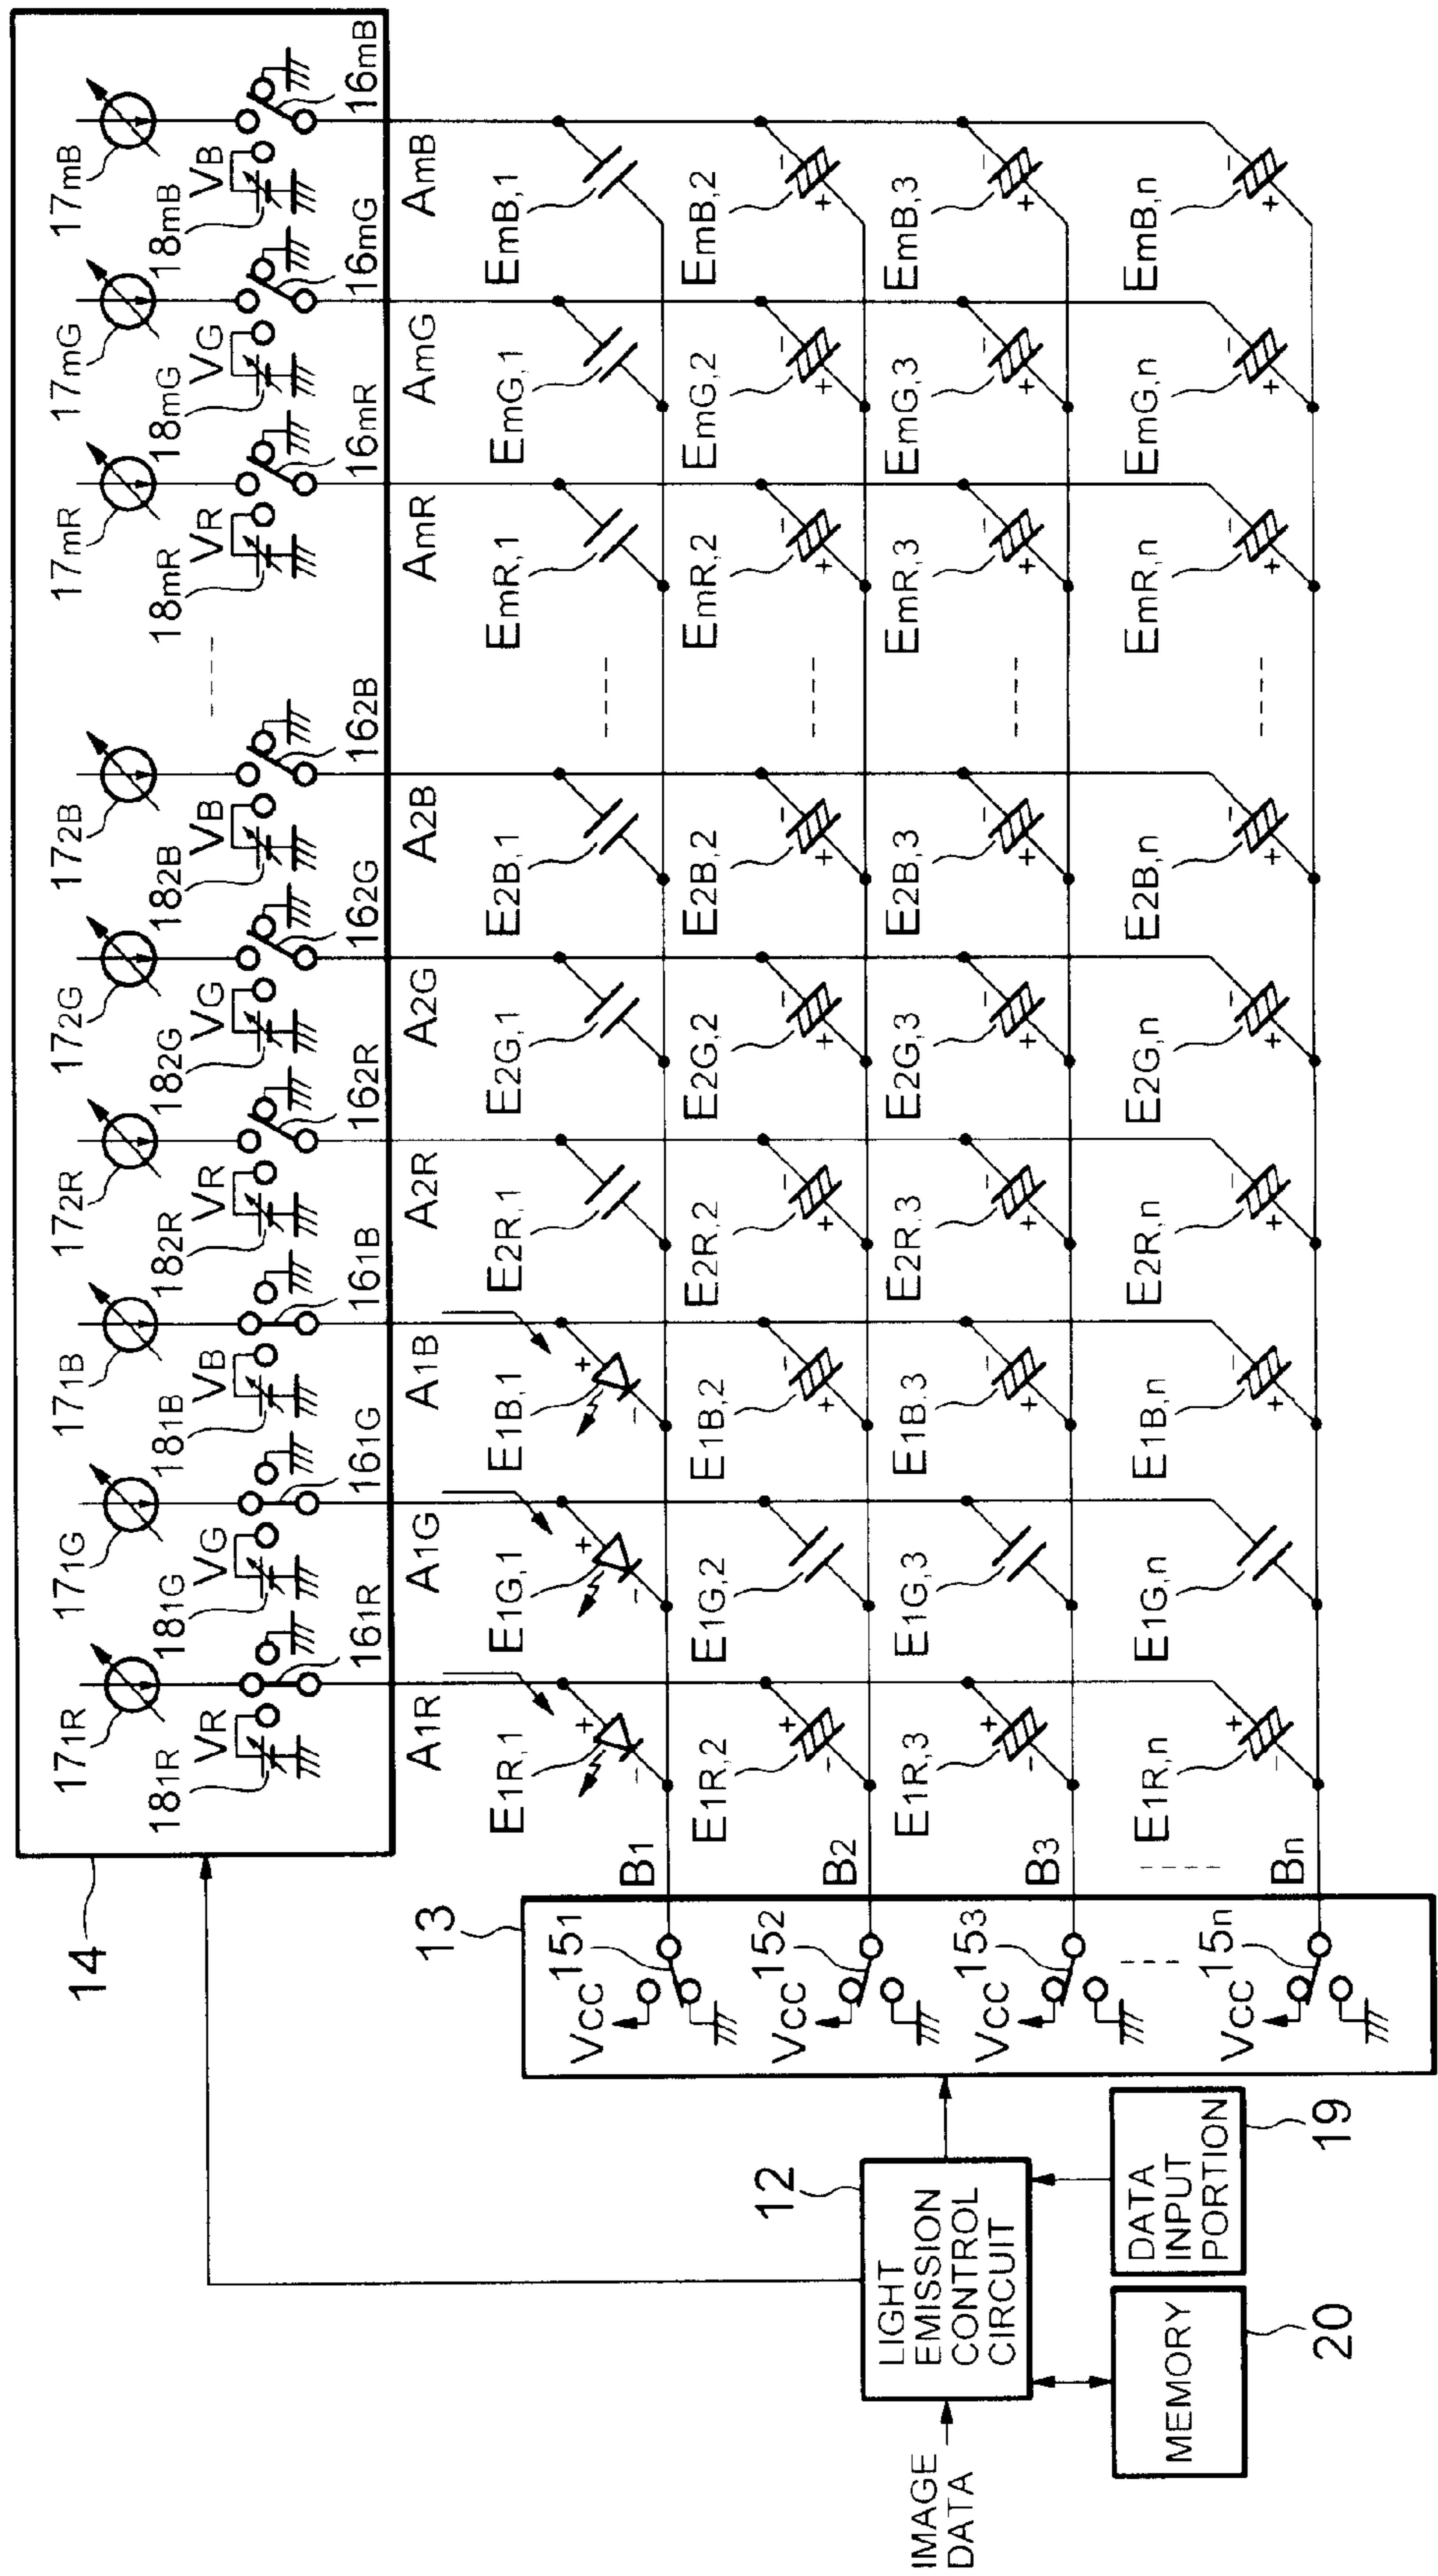 14
17₁R 17₁G 17₁B 17₂R 17₂G 17₂B 17mR 17mG 17mB
18₁R VR 18₁G VG 18₁B VB 18₂R VR 18₂G VG 18₂B VB ---- 18mR VR 18mG VG 18mB VB
16₁R 16₁G 16₁B 16₂R 16₂G 16₂B 16mR 16mG 16mB
A1R A1G A1B A2R A2G A2B AmR AmG AmB
13
E1R,1 E1G,1 E1B,1 E2R,1 E2G,1 E2B,1 EmR,1 EmG,1 EmB,1
+ - + - + -
VCC 15₁ B1
E1R,2 E1G,2 E1B,2 E2R,2 E2G,2 E2B,2 EmR,2 EmG,2 EmB,2
+ - - + - + - + - + - + - + - +
VCC 15₂ B2
E1R,3 E1G,3 E1B,3 E2R,3 E2G,3 E2B,3 EmR,3 EmG,3 EmB,3
+ - - + - + - + - + - + - + - +
VCC 15₃ B3
E1R,n E1G,n E1B,n E2R,n E2G,n E2B,n EmR,n EmG,n EmB,n
+ - - + - + - + - + - + - + - +
VCC 15n Bn
12
LIGHT
EMISSION
CONTROL
CIRCUIT
IMAGE
DATA
MEMORY
20
DATA
INPUT
PORTION
19